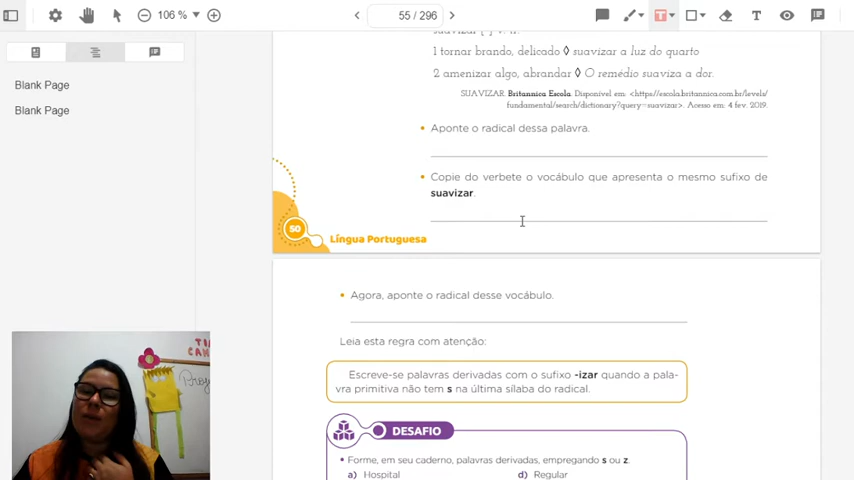 106 %
55 / 296
Blank Page
Blank Page
1 tornar brando, delicado ◊ suavizar a luz do quarto
2 amenizar algo, abrandar ◊ O remédio suaviza a dor.
SUAVIZAR. Britannica Escola. Disponível em: <https://escola.britannica.com.br/levels/
fundamental/search/dictionary?query=suavizar>. Acesso em: 4 fev. 2019.
• Aponte o radical dessa palavra.
• Copie do verbete o vocábulo que apresenta o mesmo sufixo de
suavizar.
50
Língua Portuguesa
• Agora, aponte o radical desse vocábulo.
Leia esta regra com atenção:
Escreve-se palavras derivadas com o sufixo -izar quando a pala-
vra primitiva não tem s na última sílaba do radical.
DESAFIO
• Forme, em seu caderno, palavras derivadas, empregando s ou z.
a) Hospital
d) Regular